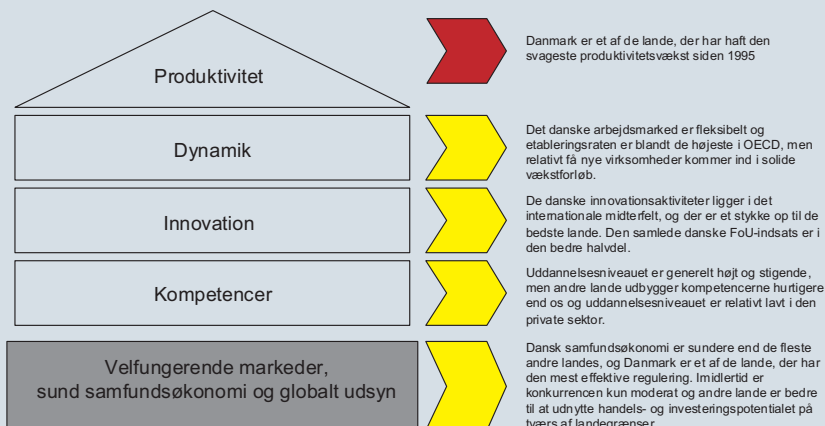 Produktivitet
Danmark er et af de lande, der har haft den
svageste produktivitetsvækst siden 1995
Dynamik
Det danske arbejdsmarked er fleksibelt og
etableringsraten er blandt de højeste i OECD, men
relativt få nye virksomheder kommer ind i solide
vækstforløb.
Innovation
De danske innovationsaktiviteter ligger i det
internationale midterfelt, og der er et stykke op til de
bedste lande. Den samlede danske FoU-indsats er i
den bedre halvdel.
Kompetencer
Uddannelsesniveauet er generelt højt og stigende,
men andre lande udbygger kompetencerne hurtigere
end os og uddannelsesniveauet er relativt lavt i den
private sektor.
Velfungerende markeder,
sund samfundsøkonomi og globalt udsyn
Dansk samfundsøkonomi er sundere end de fleste
andre landes, og Danmark er et af de lande, der har
den mest effektive regulering. Imidlertid er
konkurrencen kun moderat og andre lande er bedre
til at udnytte handels- og investeringspotentialet på
tværs af landegrænser